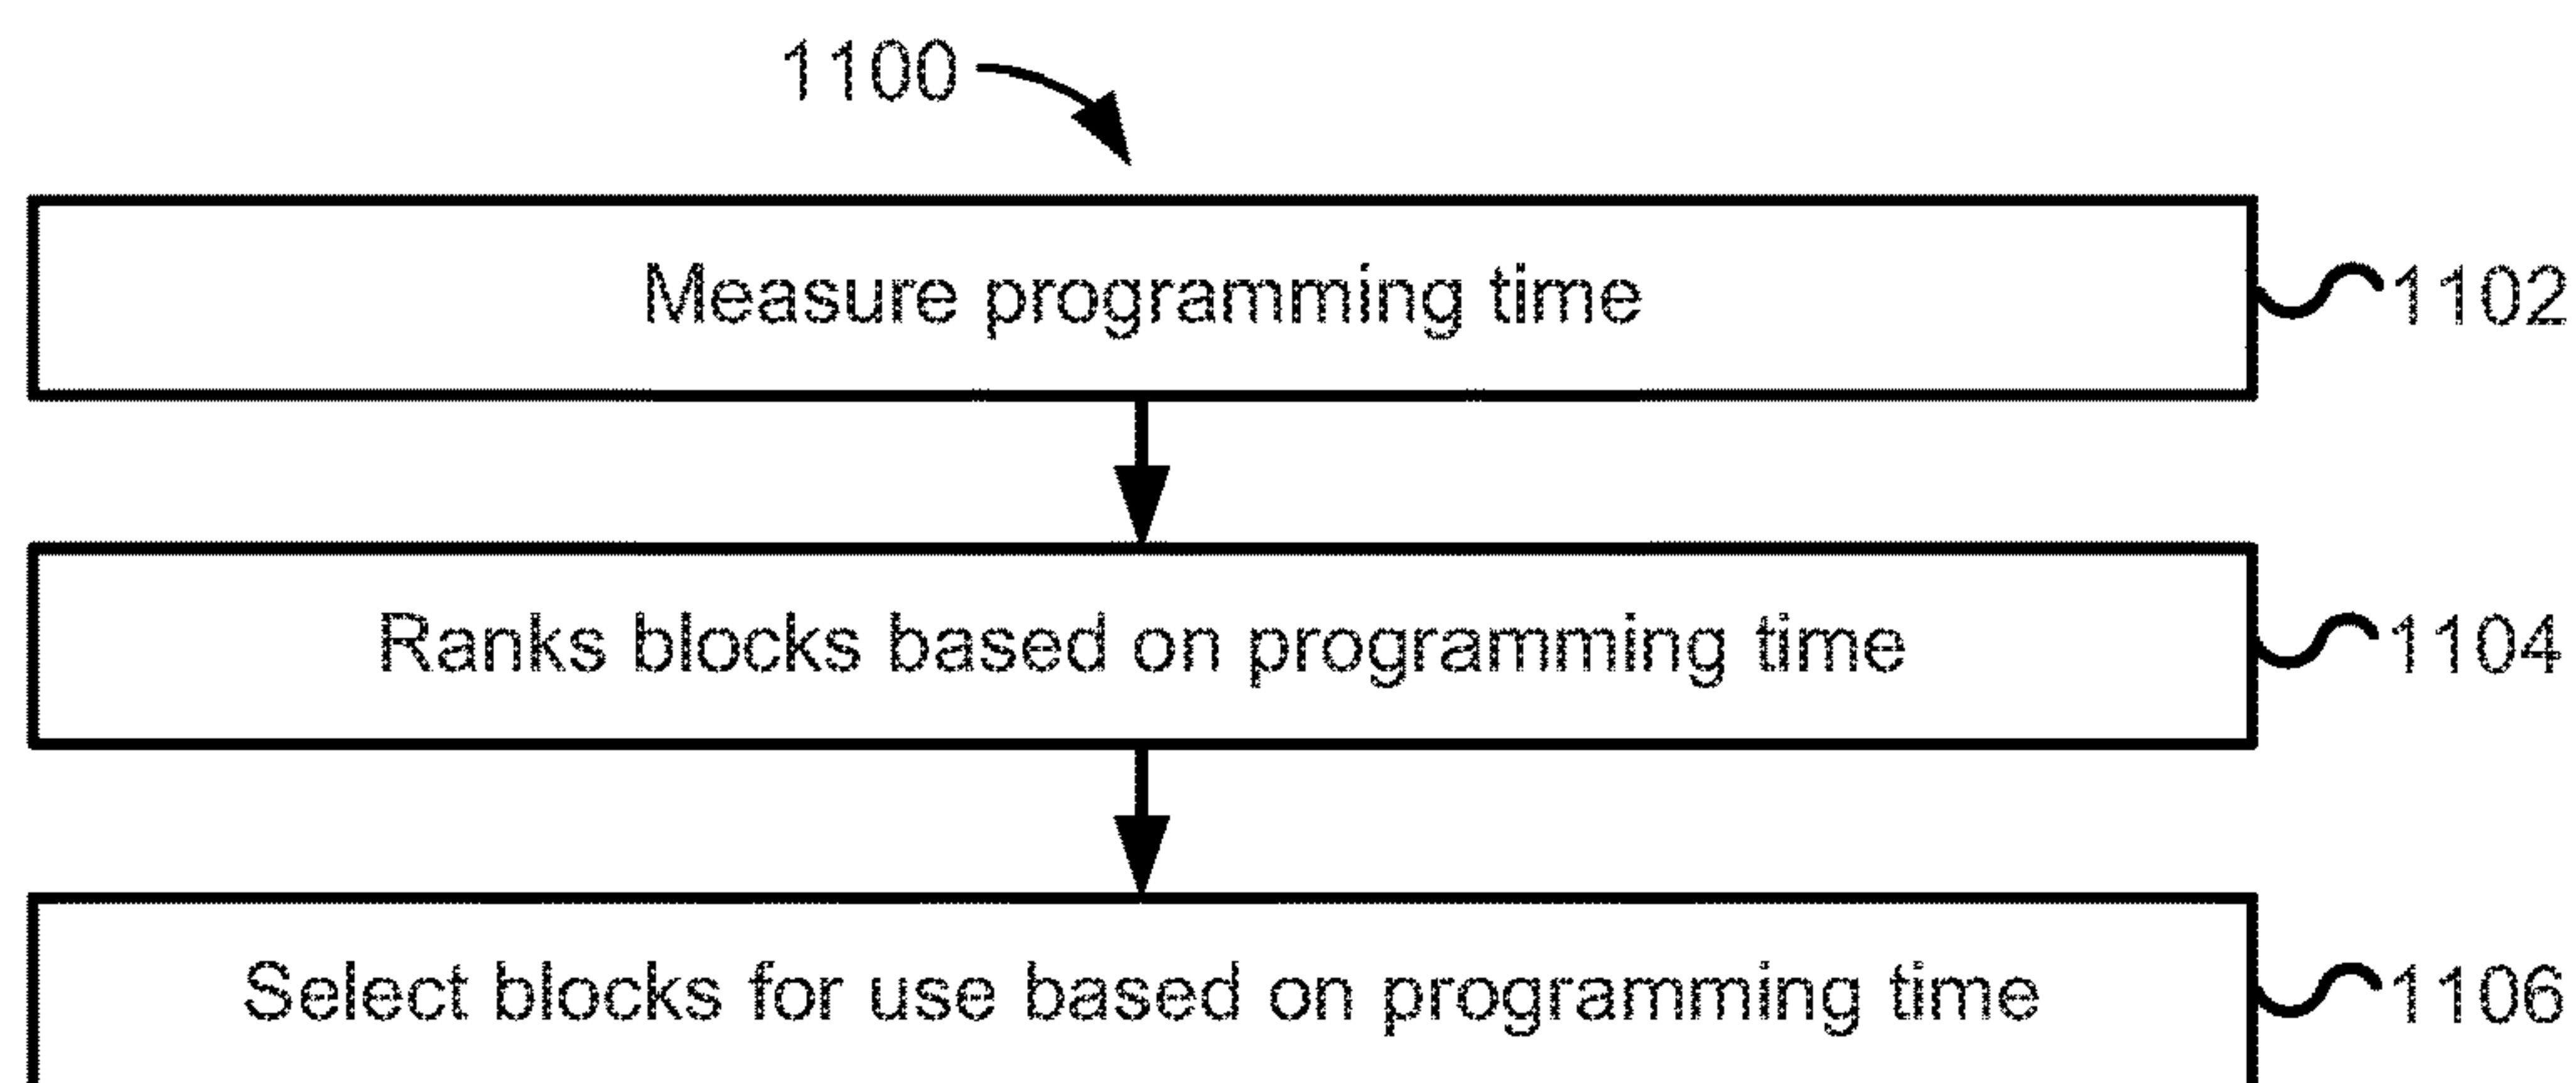 1100
Measure programming time 1102
Ranks blocks based on programming time 1104
Select blocks for use based on programming time 1106